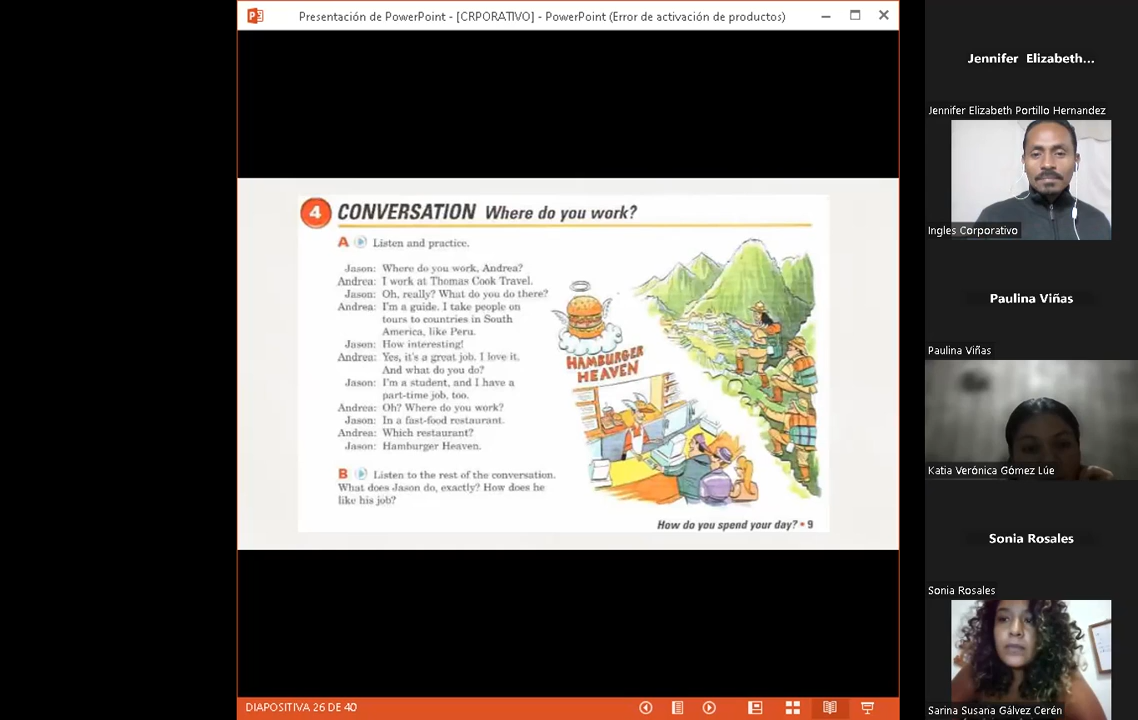 Presentación de PowerPoint - [CRPORATIVO] - PowerPoint (Error de activación de productos)
4 CONVERSATION Where do you work?
A Listen and practice.
Jason: Where do you work, Andrea?
Andrea: I work at Thomas Cook Travel.
Jason: Oh, really? What do you do there?
Andrea: I'm a guide. I take people on
tours to countries in South
America, like Peru.
Jason: How interesting!
Andrea: Yes, it's a great job. I love it.
And what do you do?
Jason: I'm a student, and I have a
part-time job, too.
Andrea: Oh? Where do you work?
Jason: In a fast-food restaurant.
Andrea: Which restaurant?
Jason: Hamburger Heaven.
B Listen to the rest of the conversation.
What does Jason do, exactly? How does he
like his job?
HAMBURGER
HEAVEN
How do you spend your day? • 9
DIAPOSITIVA 26 DE 40
Jennifer Elizabeth...
Jennifer Elizabeth Portillo Hernandez
Ingles Corporativo
Paulina Viñas
Paulina Viñas
Katia Verónica Gómez Lúe
Sonia Rosales
Sonia Rosales
Sarina Susana Gálvez Cerén